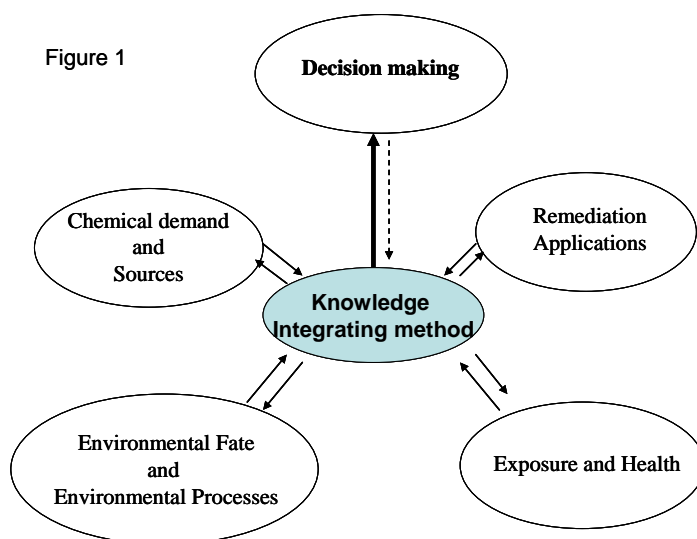 Figure 1
Decision making
Chemical demand
and
Sources
Remediation
Applications
Knowledge
Integrating method
Environmental Fate
and
Environmental Processes
Exposure and Health